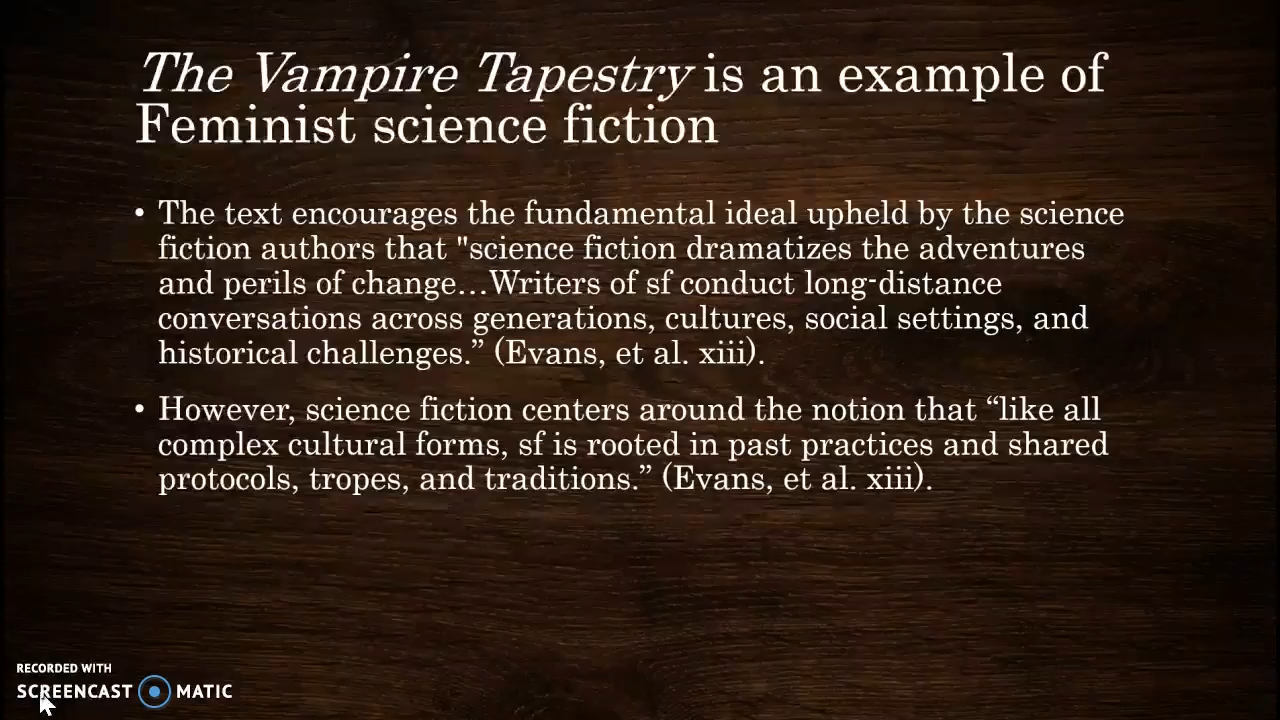 The Vampire Tapestry is an example of
Feminist science fiction
• The text encourages the fundamental ideal upheld by the science
fiction authors that "science fiction dramatizes the adventures
and perils of change…Writers of sf conduct long-distance
conversations across generations, cultures, social settings, and
historical challenges.” (Evans, et al. xiii).
• However, science fiction centers around the notion that “like all
complex cultural forms, sf is rooted in past practices and shared
protocols, tropes, and traditions.” (Evans, et al. xiii).
RECORDED WITH
SCREENCAST MATIC